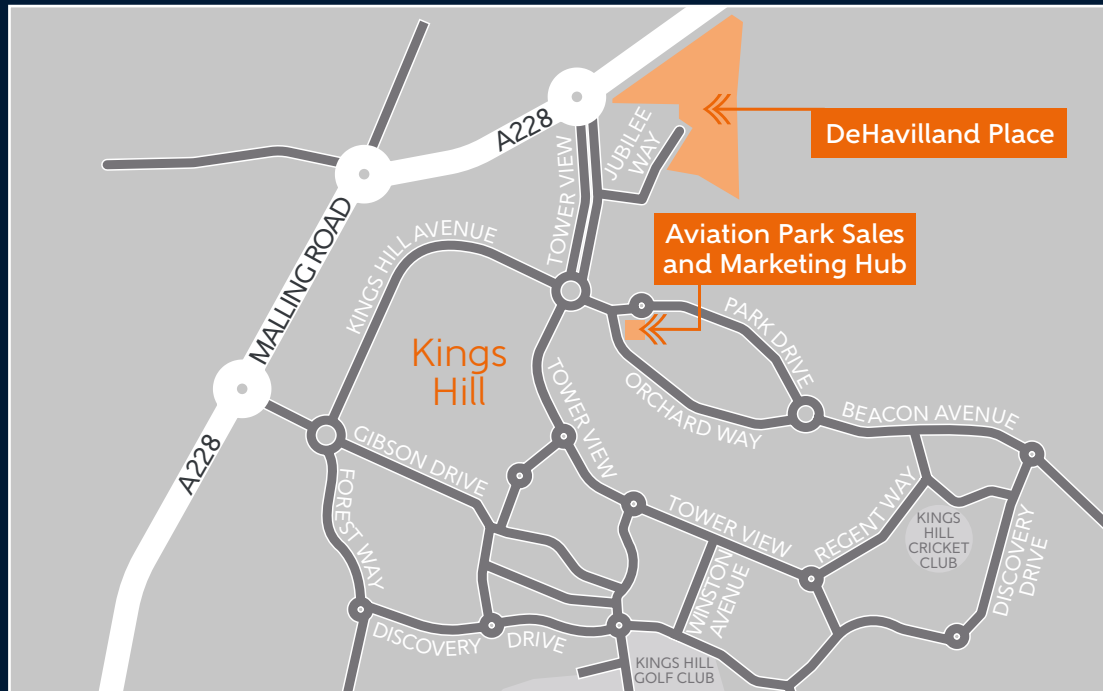 A228
DeHavilland Place
JUBILEE
WAY
TOWER VIEW
KINGS HILL AVENUE
MALLING ROAD
Aviation Park Sales
and Marketing Hub
PARK DRIVE
Kings
Hill
TOWER VIEW
ORCHARD WAY
BEACON AVENUE
GIBSON DRIVE
A228
FOREST WAY
TOWER VIEW
REGENT WAY
KINGS
HILL
CRICKET
CLUB
DISCOVERY
DRIVE
WINSTON
AVENUE
DISCOVERY DRIVE
KINGS HILL
GOLF CLUB